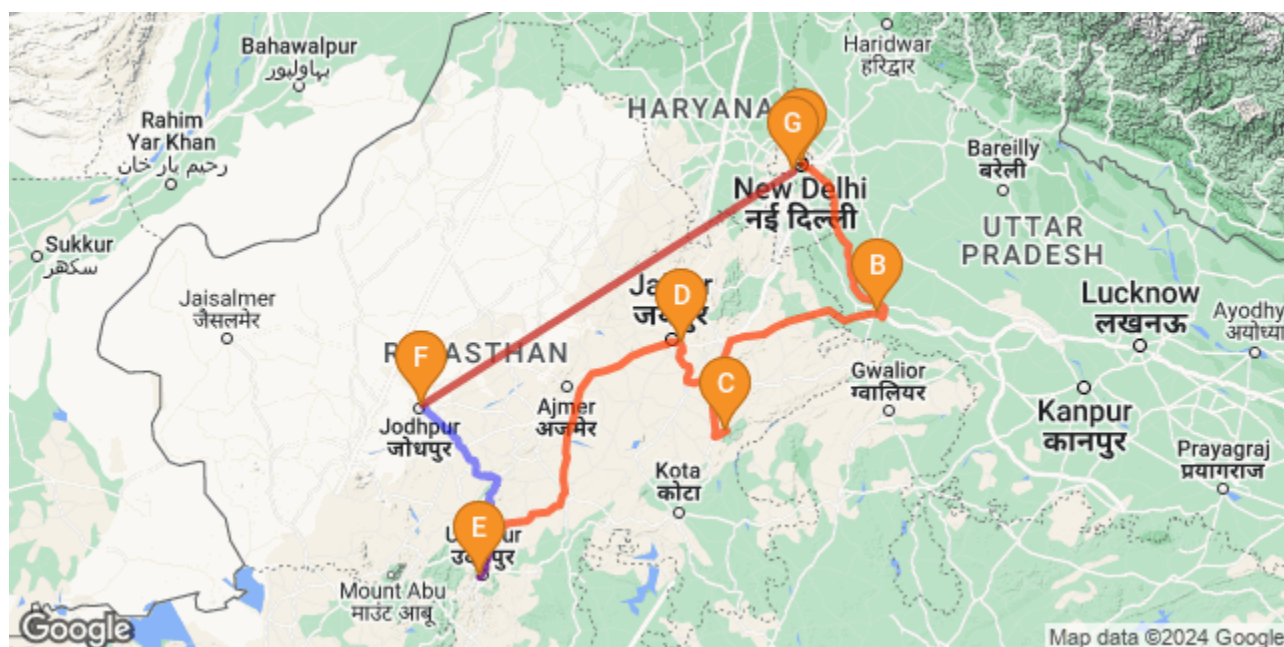 Bahawalpur
بہاولپور
Haridwar
हरिद्वार
HARYANA
Rahim
Yar Khan
رحیم یار خان
G
Bareilly
बरेली
New Delhi
नई दिल्ली
UTTAR
PRADESH
Sukkur
سکھر
B
Jaisalmer
जैसलमेर
D
Lucknow
लखनऊ
Ayodhy
अयोध्या
F
C
Gwalior
ग्वालियर
Ajmer
अजमेर
Jodhpur
जोधपुर
Kanpur
कानपुर
Prayagraj
प्रयागराज
Kota
कोटा
E
Mount Abu
माउंट आबू
Google
Map data ©2024 Google